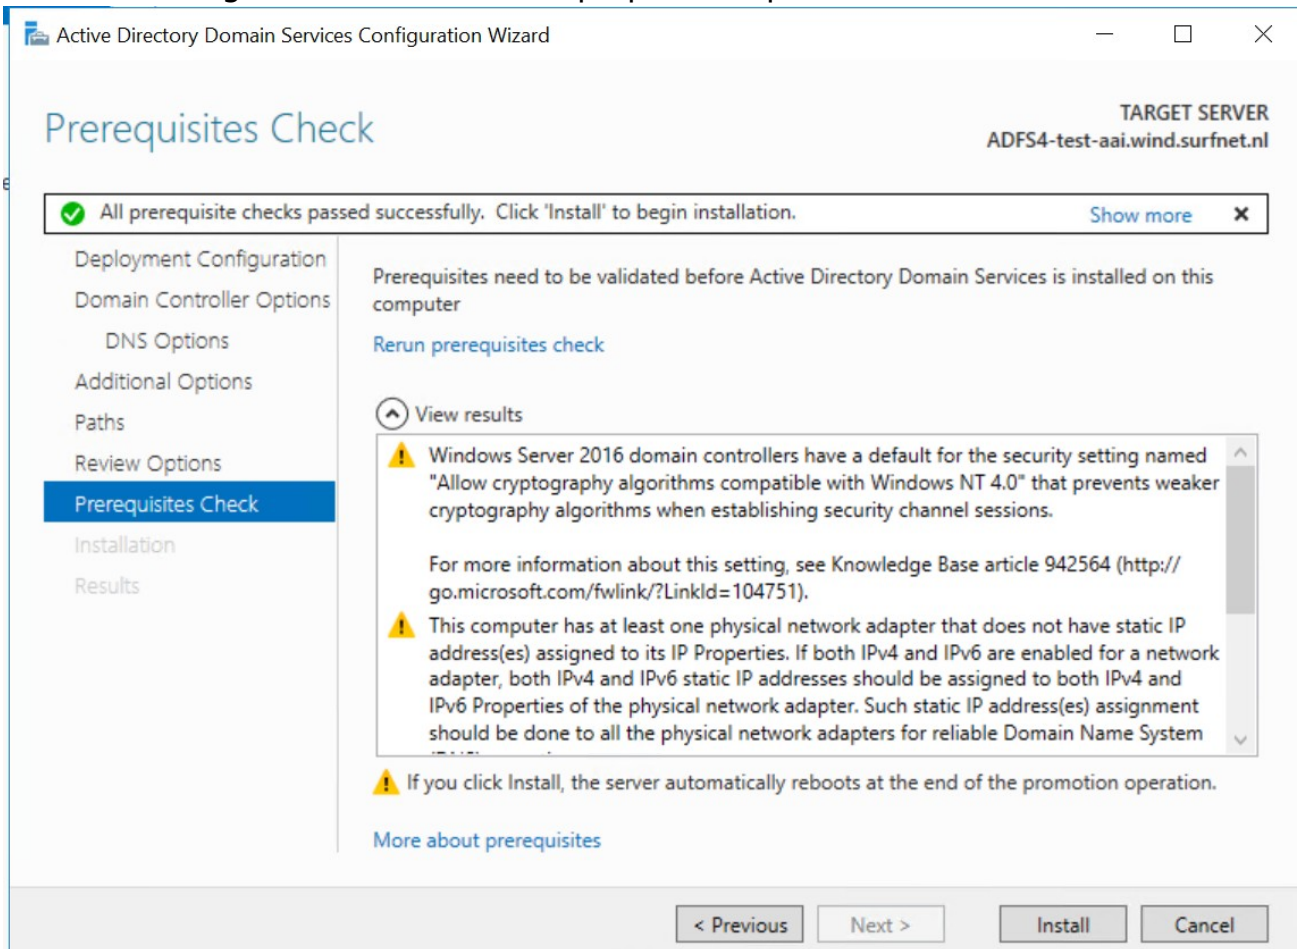 Active Directory Domain Services Configuration Wizard
Prerequisites Check
TARGET SERVER
ADFS4-test-aai.wind.surfnet.nl
All prerequisite checks passed successfully. Click 'Install' to begin installation.
Show more
Deployment Configuration
Domain Controller Options
DNS Options
Additional Options
Paths
Review Options
Prerequisites Check
Installation
Results
Prerequisites need to be validated before Active Directory Domain Services is installed on this
computer
Rerun prerequisites check
View results
Windows Server 2016 domain controllers have a default for the security setting named
"Allow cryptography algorithms compatible with Windows NT 4.0" that prevents weaker
cryptography algorithms when establishing security channel sessions.
For more information about this setting, see Knowledge Base article 942564 (http://
go.microsoft.com/fwlink/?LinkId=104751).
This computer has at least one physical network adapter that does not have static IP
address(es) assigned to its IP Properties. If both IPv4 and IPv6 are enabled for a network
adapter, both IPv4 and IPv6 static IP addresses should be assigned to both IPv4 and
IPv6 Properties of the physical network adapter. Such static IP address(es) assignment
should be done to all the physical network adapters for reliable Domain Name System
If you click Install, the server automatically reboots at the end of the promotion operation.
More about prerequisites
< Previous
Next >
Install
Cancel